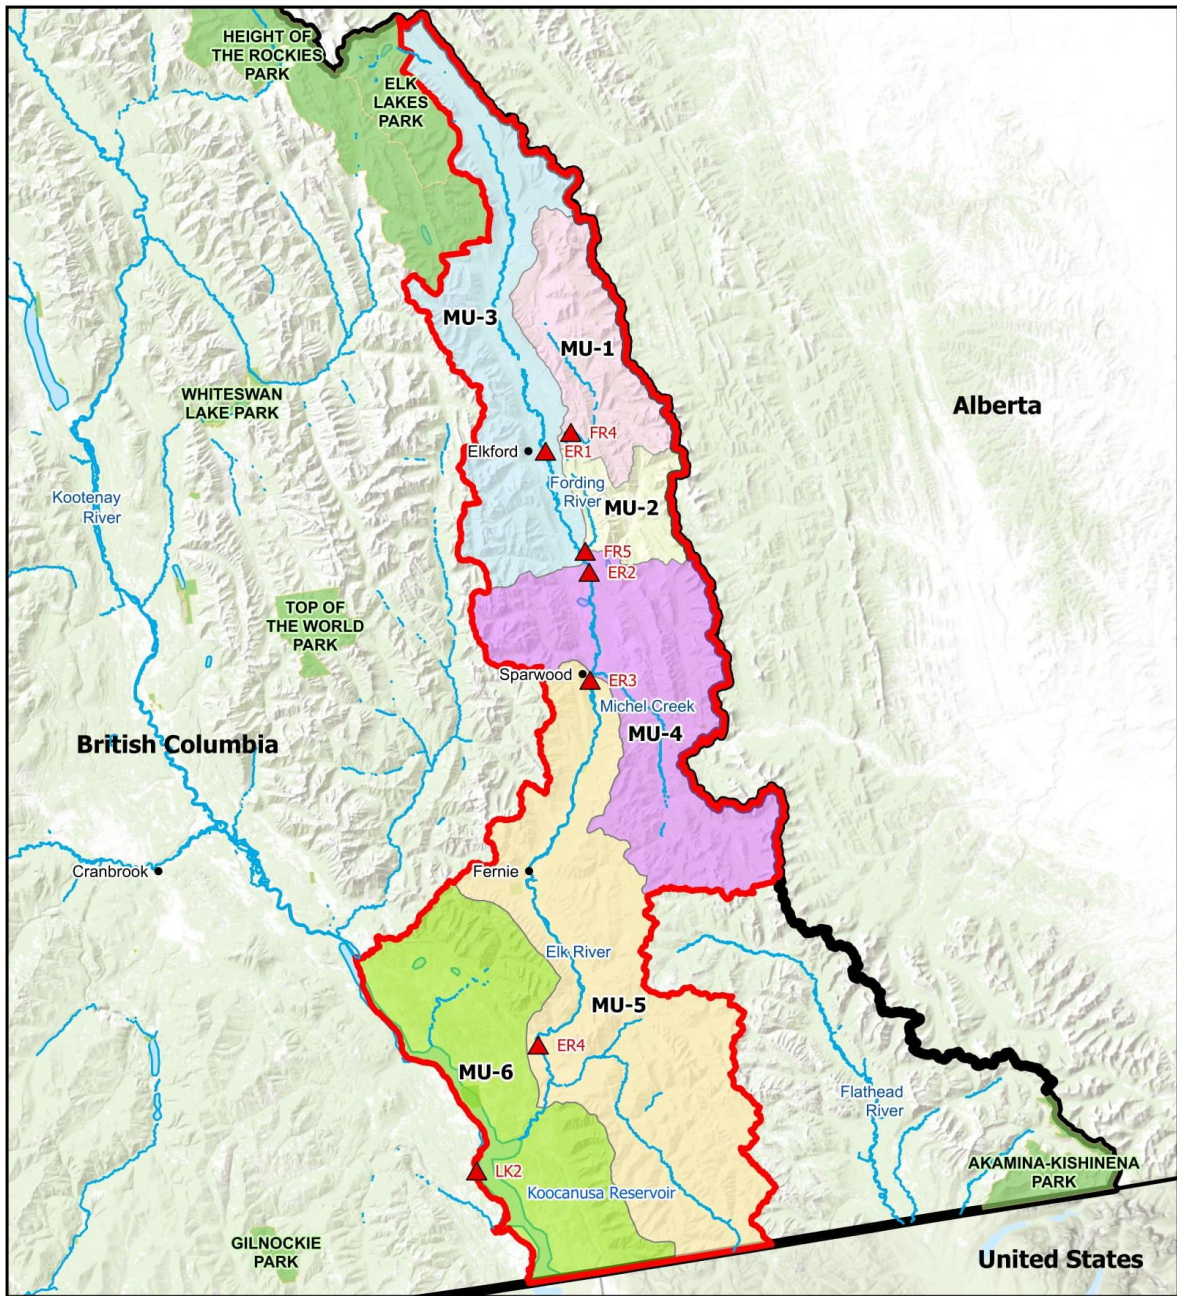 HEIGHT OF
THE ROCKIES
PARK
ELK
LAKES
PARK
MU-3
MU-1
WHITESWAN
LAKE PARK
Alberta
FR4
Elkford
ER1
Fording
River
Kootenay
River
MU-2
FR5
ER2
TOP OF
THE WORLD
PARK
Sparwood
ER3
Michel Creek
MU-4
British Columbia
Cranbrook
Fernie
Elk River
MU-5
ER4
MU-6
Flathead
River
LK2
Koocanusa Reservoir
AKAMINA-KISHINENA
PARK
GILNOCKIE
PARK
United States